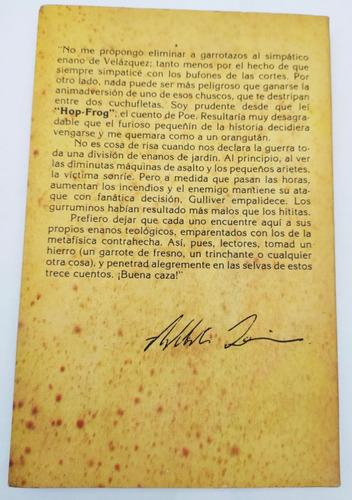 "No me propongo eliminar a garrotazos al simpático
enano de Velázquez; tanto menos por el hecho de que
siempre simpaticé con los bufones de las cortes. Por
otro lado, nada puede ser más peligroso que ganarse la
animadversión de uno de esos chuscos, que te destripan
entre dos cuchufletas. Soy prudente desde que leí
"Hop-Frog", el cuento de Poe. Resultaría muy desagra-
dable que el furioso pequeñín de la historia decidiera
vengarse y me quemara como a un orangután.
No es cosa de risa cuando nos declara la guerra to-
da una división de enanos de jardín. Al principio, al ver
las diminutas máquinas de asalto y los pequeños arietes,
la víctima sonríe. Pero a medida que pasan las horas,
aumentan los incendios y el enemigo mantiene su ata-
que con fanática decisión, Gulliver empalidece. Los
gurruminos habían resultado más malos que los hititas.
Prefiero dejar que cada uno encuentre aquí a sus
propios enanos teológicos, emparentados con los de la
metafísica contrahecha. Así, pues, lectores, tomad un
hierro (un garrote de fresno, un trinchante o cualquier
otra cosa), y penetrad alegremente en las selvas de estos
trece cuentos. ¡Buena caza!"